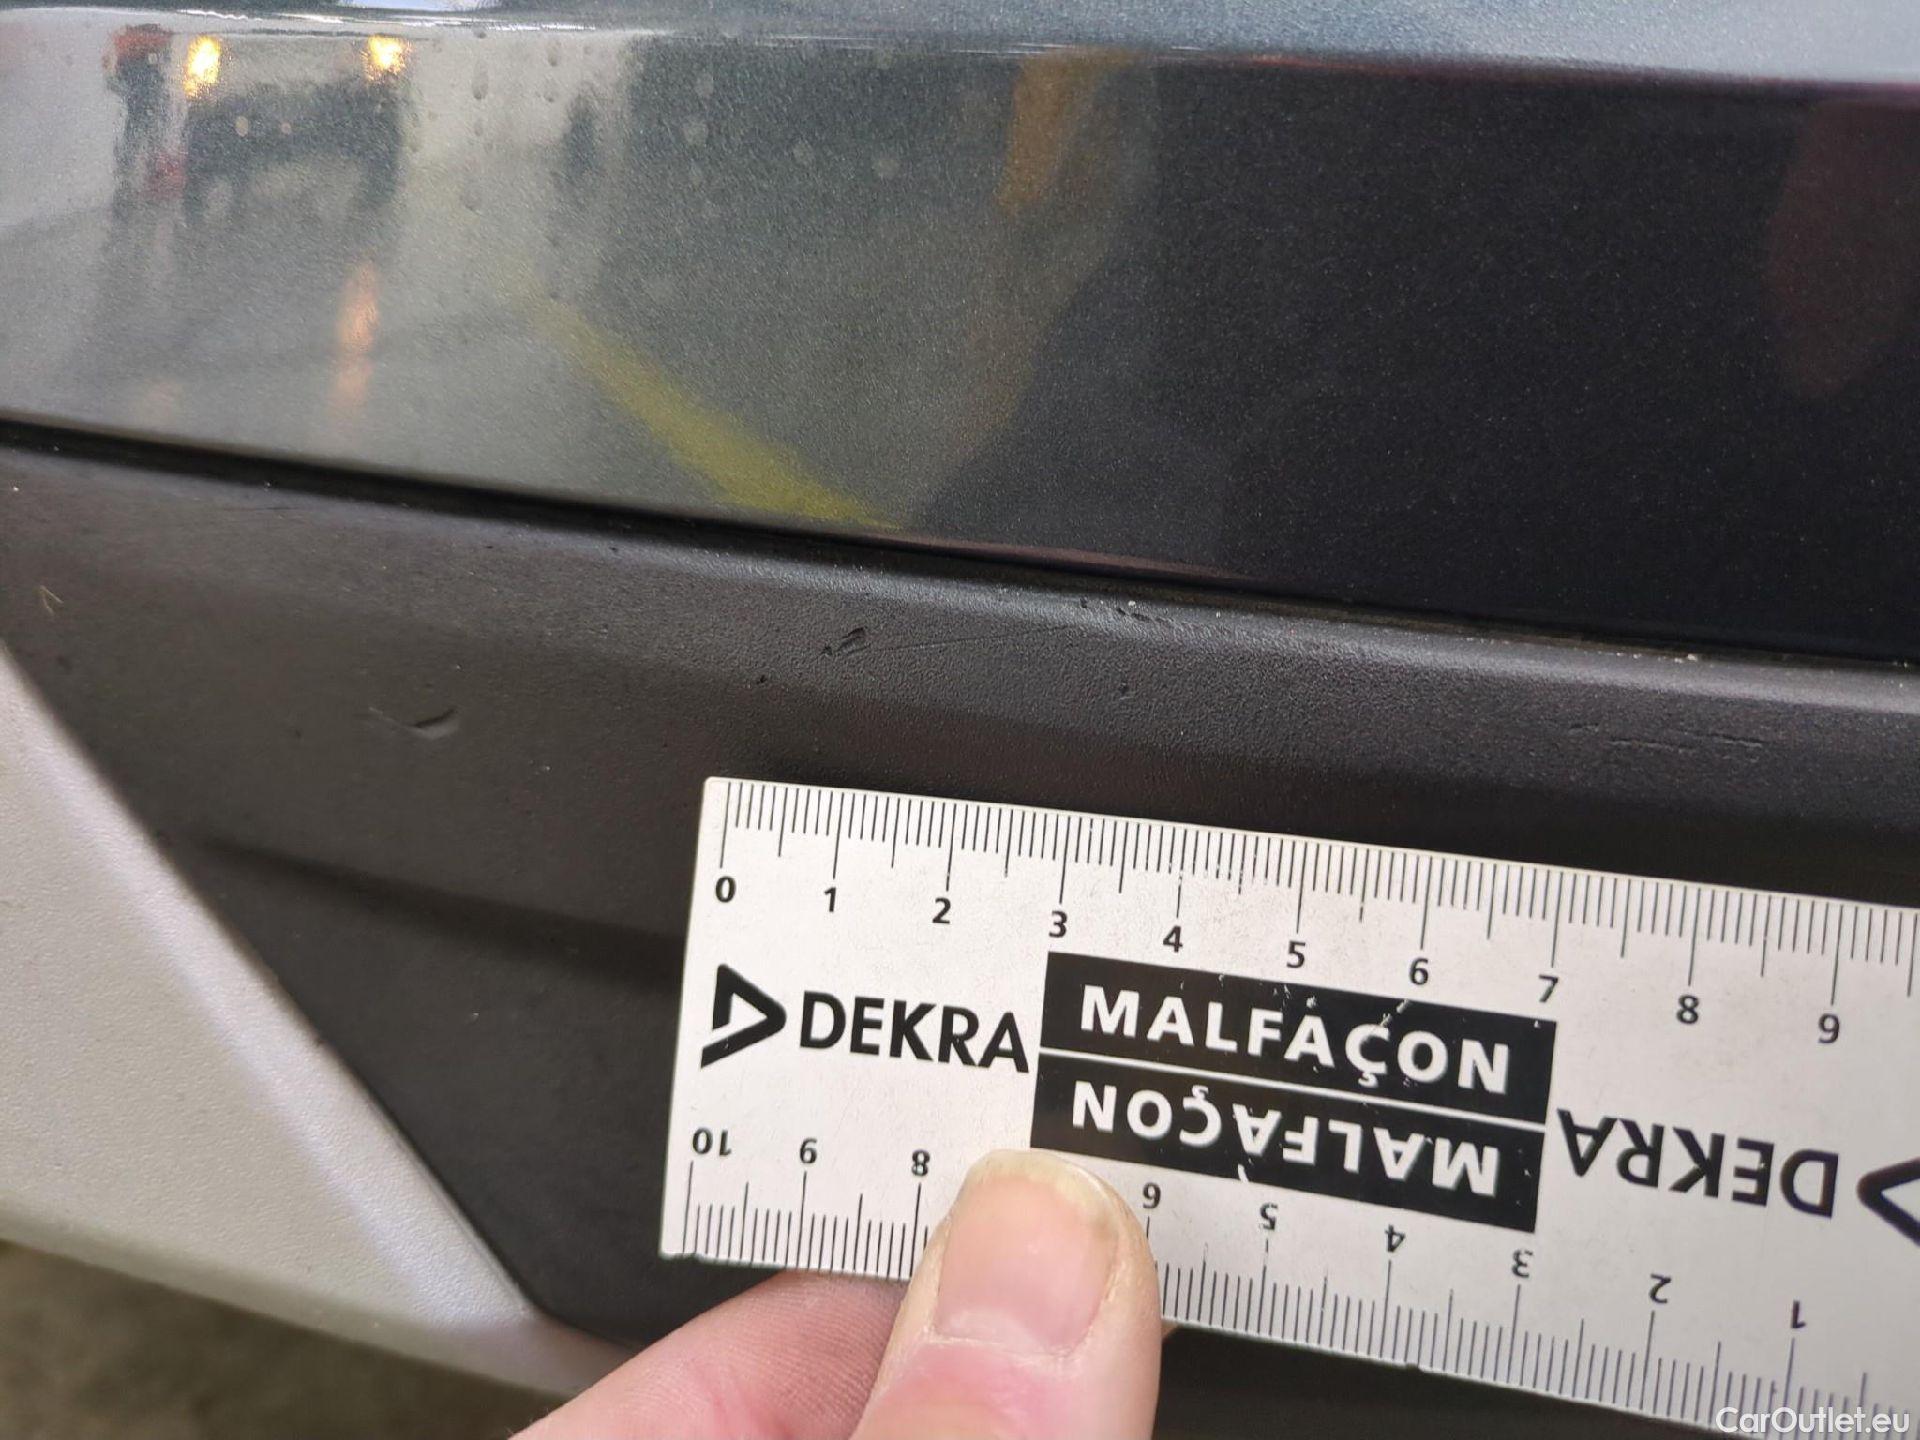 0 1 2 3 4 5 6 7 8 9
DEKRA MALFAÇON
MALFAÇON DEKRA
10 9 8 6 5 4 3 2 1
CarOutlet.eu